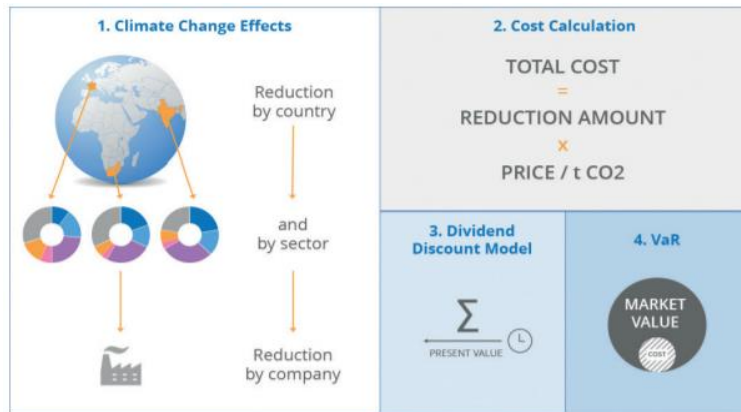 1. Climate Change Effects
Reduction
by country
and
by sector
Reduction
by company
2. Cost Calculation
TOTAL COST
=
REDUCTION AMOUNT
x
PRICE / t CO2
3. Dividend
Discount Model
Σ
PRESENT VALUE
4. VaR
MARKET
VALUE
COST